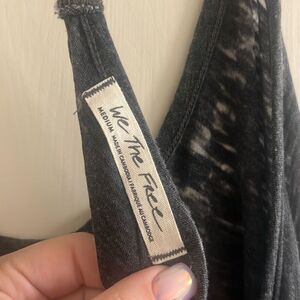 We The Free
MEDIUM MADE IN CAMBODIA / FABRIQUÉ AU CAMBODGE